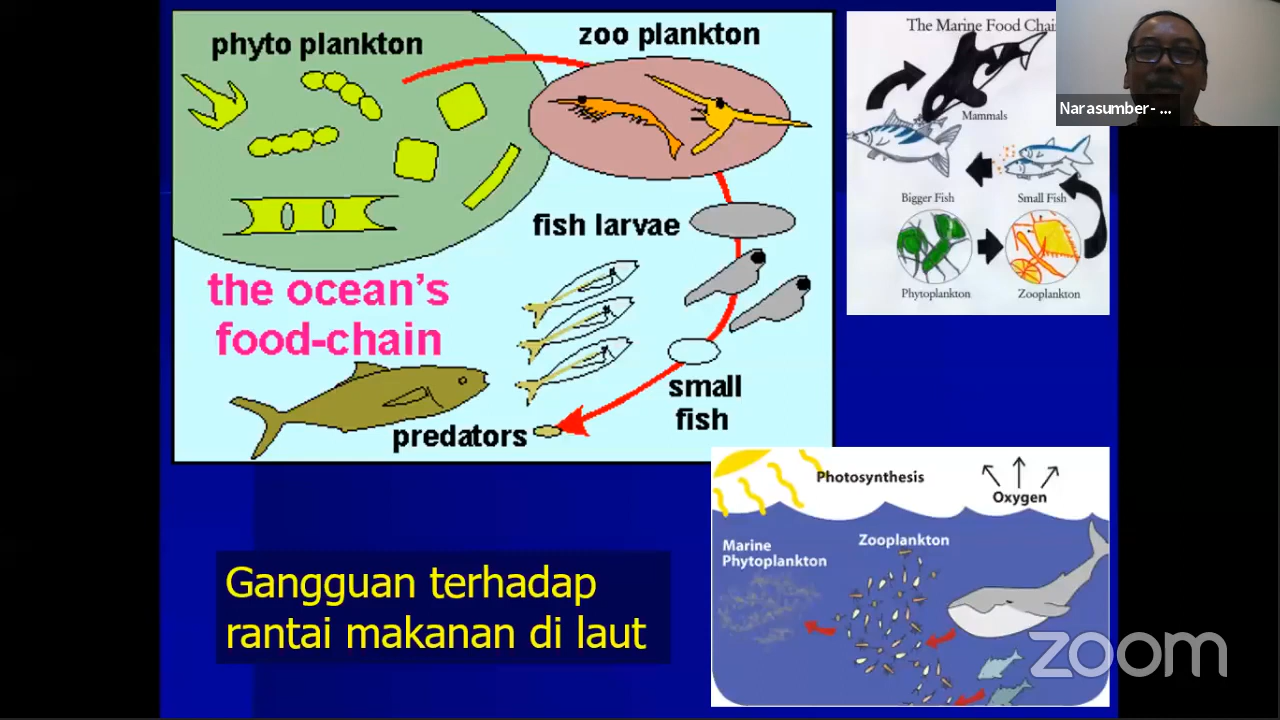 phyto plankton
zoo plankton
fish larvae
the ocean's
food-chain
small
fish
predators
The Marine Food Chai
Mammals
Bigger Fish
Small Fish
Phytoplankton
Zooplankton
Narasumber- ...
Photosynthesis
Oxygen
Marine
Phytoplankton
Zooplankton
Gangguan terhadap
rantai makanan di laut
zoom